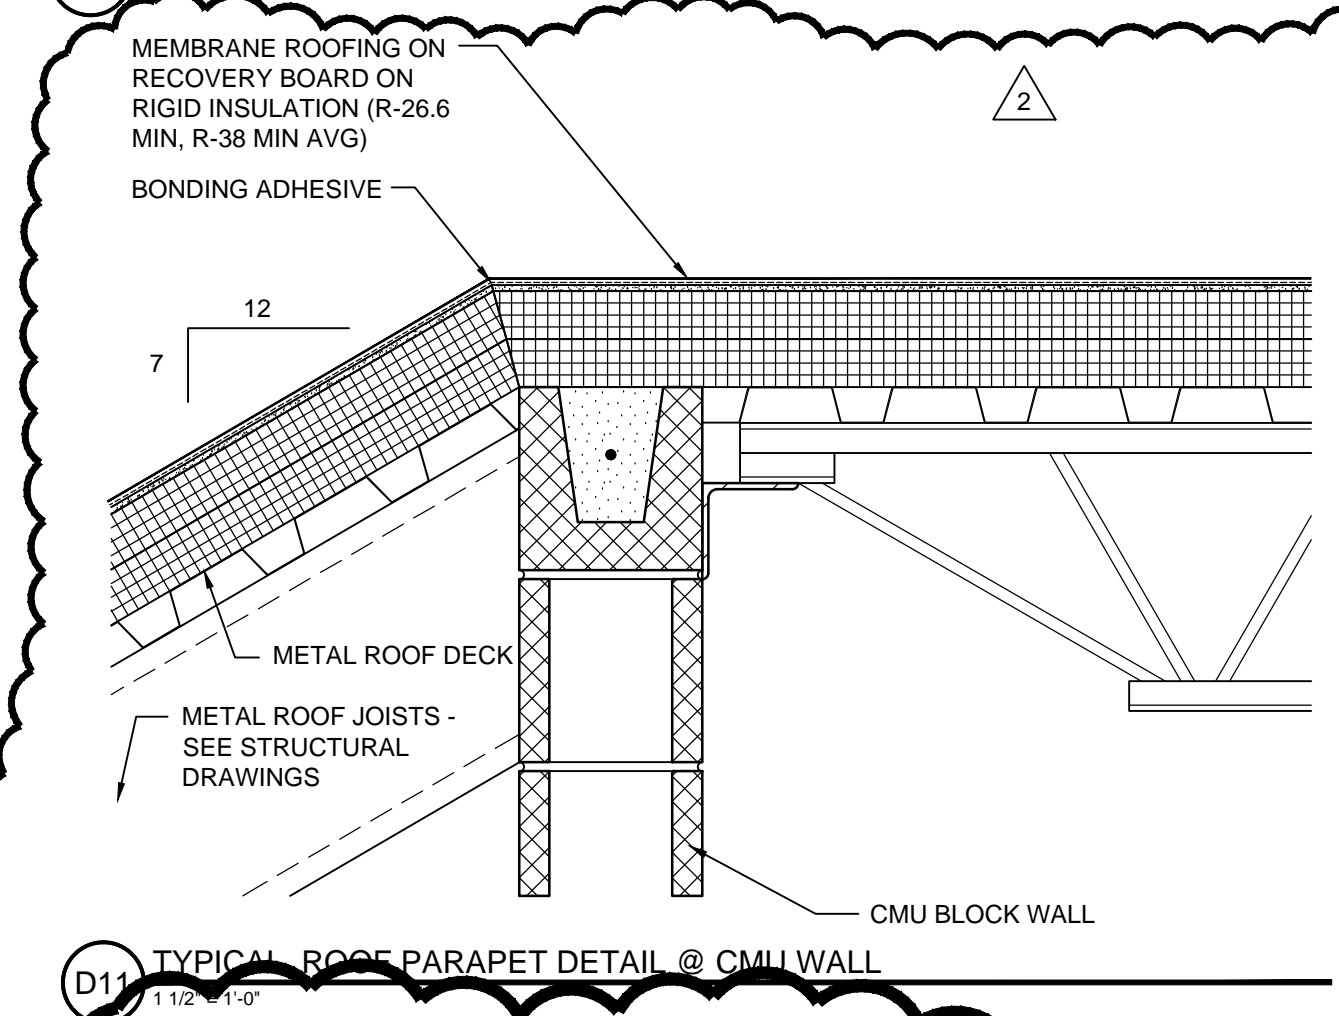 MEMBRANE ROOFING ON
RECOVERY BOARD ON
RIGID INSULATION (R-26.6
MIN, R-38 MIN AVG)
2
BONDING ADHESIVE
12
7
METAL ROOF DECK
METAL ROOF JOISTS -
SEE STRUCTURAL
DRAWINGS
CMU BLOCK WALL
D11
TYPICAL ROOF PARAPET DETAIL @ CMU WALL
1 1/2" = 1'-0"